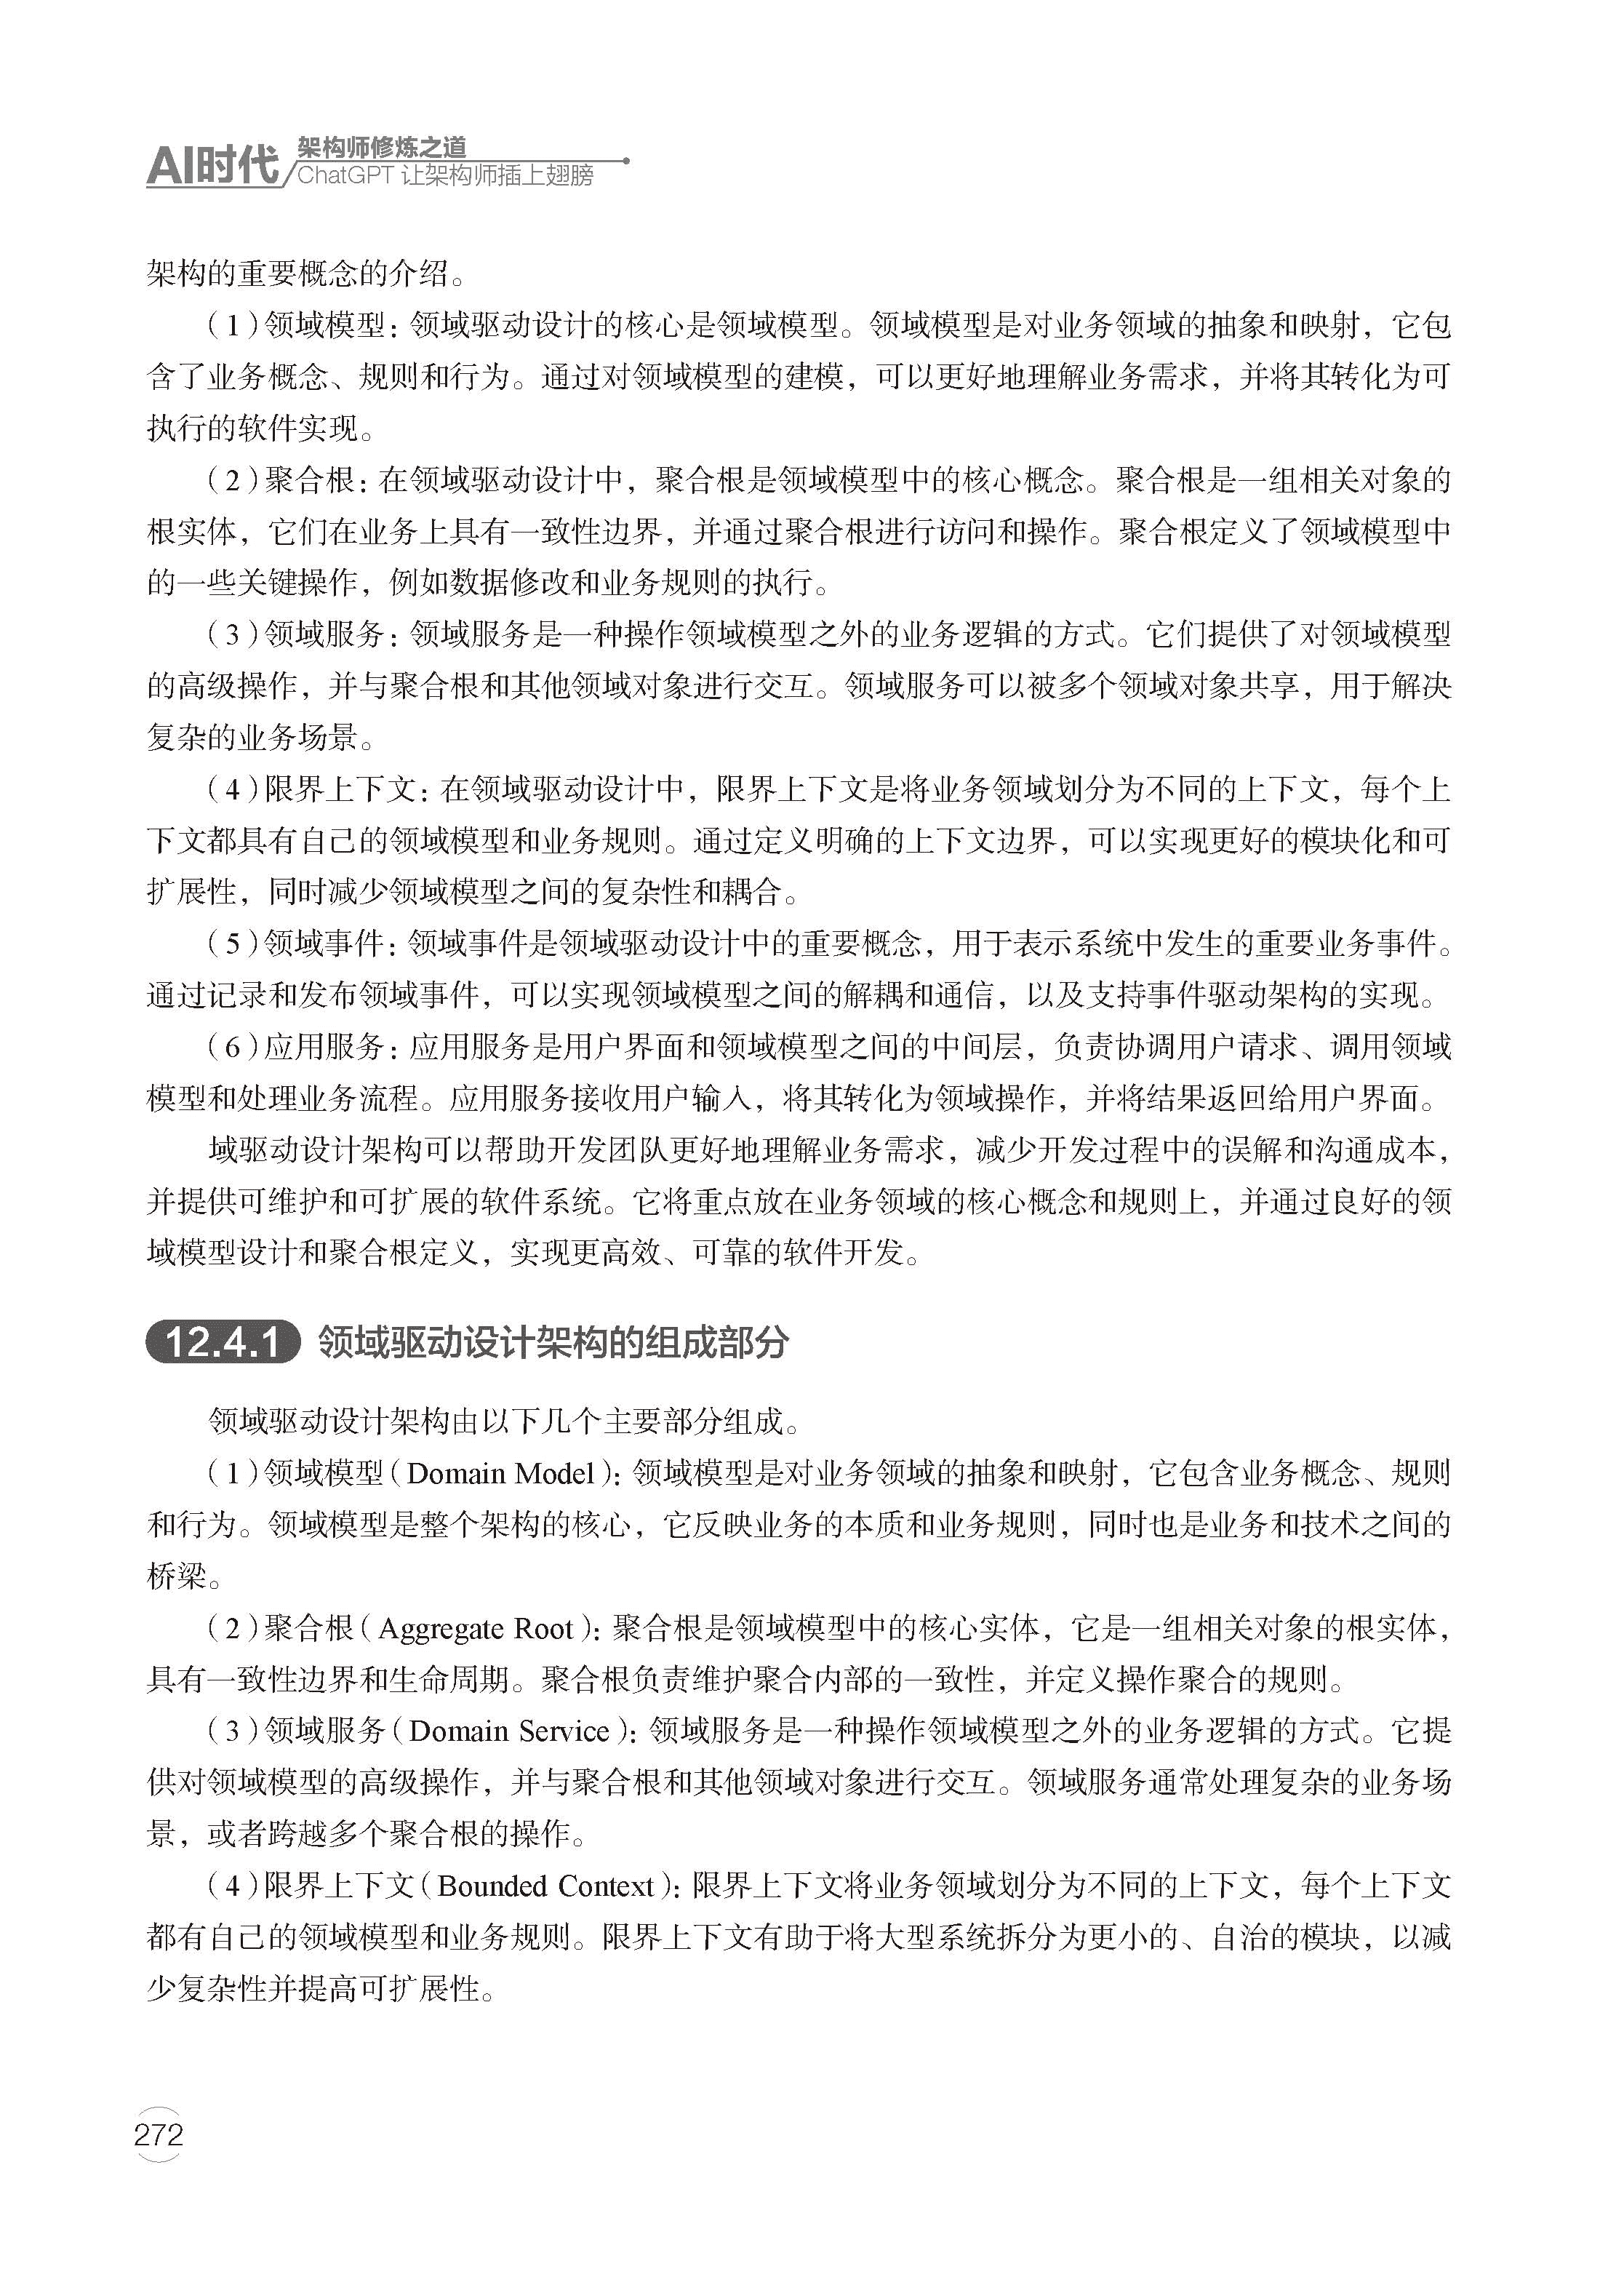 AI时代
架构师修炼之道
ChatGPT 让架构师插上翅膀
架构的重要概念的介绍。
（1）领域模型：领域驱动设计的核心是领域模型。领域模型是对业务领域的抽象和映射，它包
含了业务概念、规则和行为。通过对领域模型的建模，可以更好地理解业务需求，并将其转化为可
执行的软件实现。
（2）聚合根：在领域驱动设计中，聚合根是领域模型中的核心概念。聚合根是一组相关对象的
根实体，它们在业务上具有一致性边界，并通过聚合根进行访问和操作。聚合根定义了领域模型中
的一些关键操作，例如数据修改和业务规则的执行。
（3）领域服务：领域服务是一种操作领域模型之外的业务逻辑的方式。它们提供了对领域模型
的高级操作，并与聚合根和其他领域对象进行交互。领域服务可以被多个领域对象共享，用于解决
复杂的业务场景。
（4）限界上下文：在领域驱动设计中，限界上下文是将业务领域划分为不同的上下文，每个上
下文都具有自己的领域模型和业务规则。通过定义明确的上下文边界，可以实现更好的模块化和可
扩展性，同时减少领域模型之间的复杂性和耦合。
（5）领域事件：领域事件是领域驱动设计中的重要概念，用于表示系统中发生的重要业务事件。
通过记录和发布领域事件，可以实现领域模型之间的解耦和通信，以及支持事件驱动架构的实现。
（6）应用服务：应用服务是用户界面和领域模型之间的中间层，负责协调用户请求、调用领域
模型和处理业务流程。应用服务接收用户输入，将其转化为领域操作，并将结果返回给用户界面。
域驱动设计架构可以帮助开发团队更好地理解业务需求，减少开发过程中的误解和沟通成本，
并提供可维护和可扩展的软件系统。它将重点放在业务领域的核心概念和规则上，并通过良好的领
域模型设计和聚合根定义，实现更高效、可靠的软件开发。
12.4.1 领域驱动设计架构的组成部分
领域驱动设计架构由以下几个主要部分组成。
（1）领域模型（Domain Model）：领域模型是对业务领域的抽象和映射，它包含业务概念、规则
和行为。领域模型是整个架构的核心，它反映业务的本质和业务规则，同时也是业务和技术之间的
桥梁。
（2）聚合根（Aggregate Root）：聚合根是领域模型中的核心实体，它是一组相关对象的根实体，
具有一致性边界和生命周期。聚合根负责维护聚合内部的一致性，并定义操作聚合的规则。
（3）领域服务（Domain Service）：领域服务是一种操作领域模型之外的业务逻辑的方式。它提
供对领域模型的高级操作，并与聚合根和其他领域对象进行交互。领域服务通常处理复杂的业务场
景，或者跨越多个聚合根的操作。
（4）限界上下文（Bounded Context）：限界上下文将业务领域划分为不同的上下文，每个上下文
都有自己的领域模型和业务规则。限界上下文有助于将大型系统拆分为更小的、自治的模块，以减
少复杂性并提高可扩展性。
272